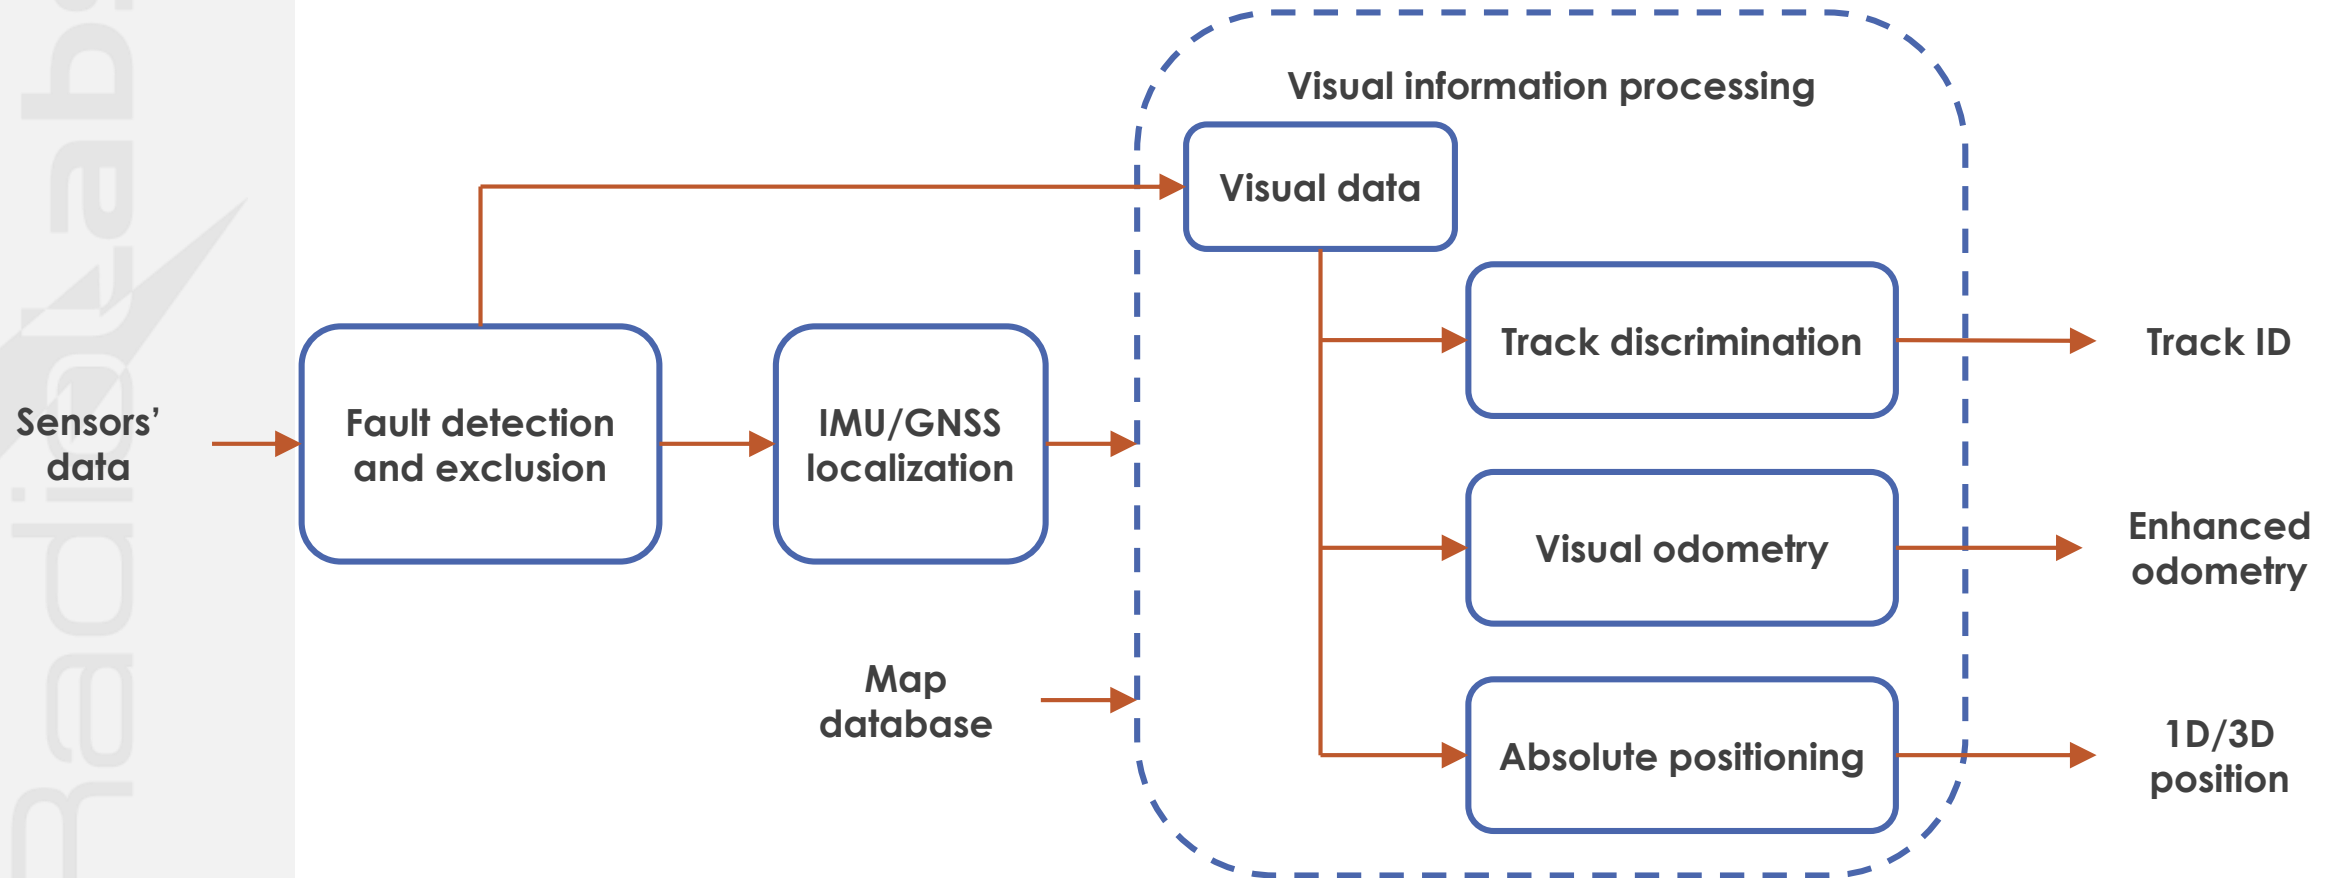 Visual information processing
Visual data
Track discrimination
Track ID
Sensors’
data
Fault detection
and exclusion
IMU/GNSS
localization
Visual odometry
Enhanced
odometry
Map
database
Absolute positioning
1D/3D
position
RadioLabs